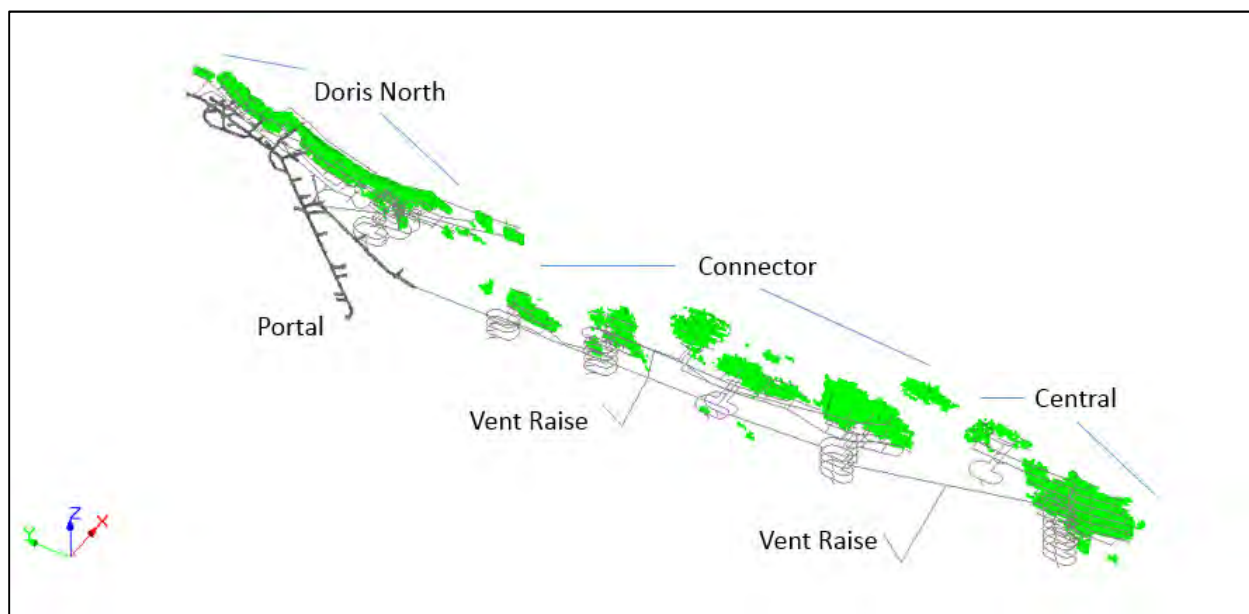 Doris North
Connector
Portal
Central
Vent Raise
Vent Raise
Z
Y
X